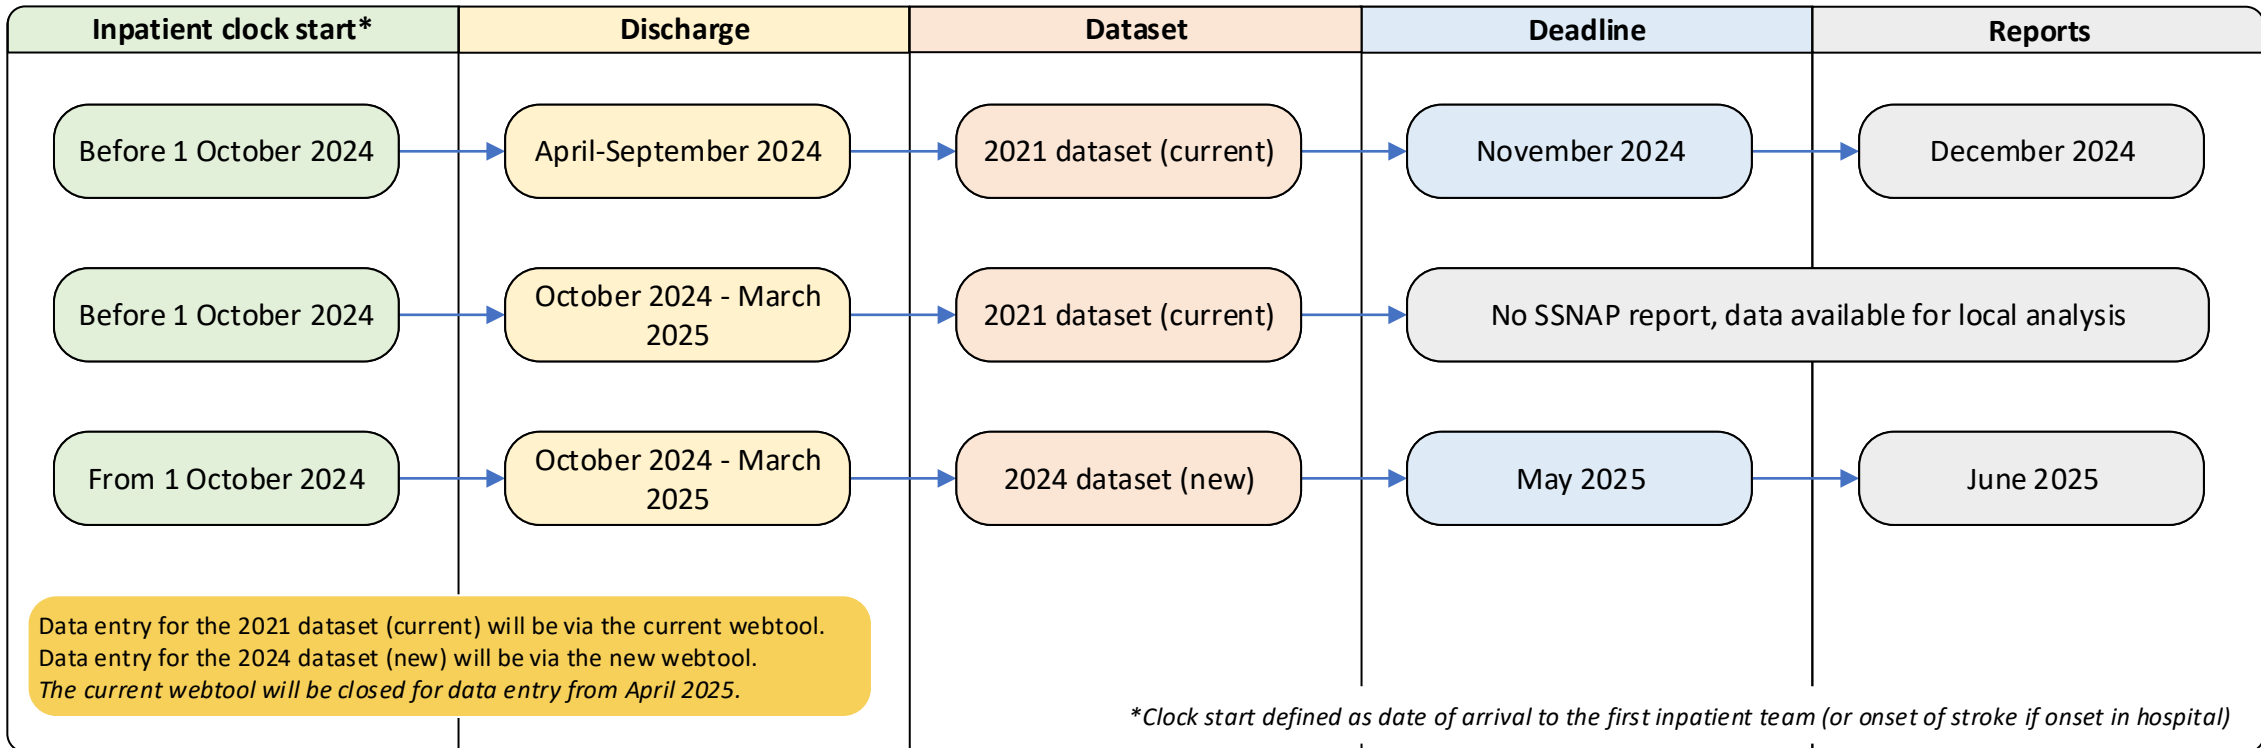 Inpatient clock start*
Discharge
Dataset
Deadline
Reports
Before 1 October 2024
April-September 2024
2021 dataset (current)
November 2024
December 2024
Before 1 October 2024
October 2024 - March
2025
2021 dataset (current)
No SSNAP report, data available for local analysis
From 1 October 2024
October 2024 - March
2025
2024 dataset (new)
May 2025
June 2025
Data entry for the 2021 dataset (current) will be via the current webtool.
Data entry for the 2024 dataset (new) will be via the new webtool.
The current webtool will be closed for data entry from April 2025.
*Clock start defined as date of arrival to the first inpatient team (or onset of stroke if onset in hospital)